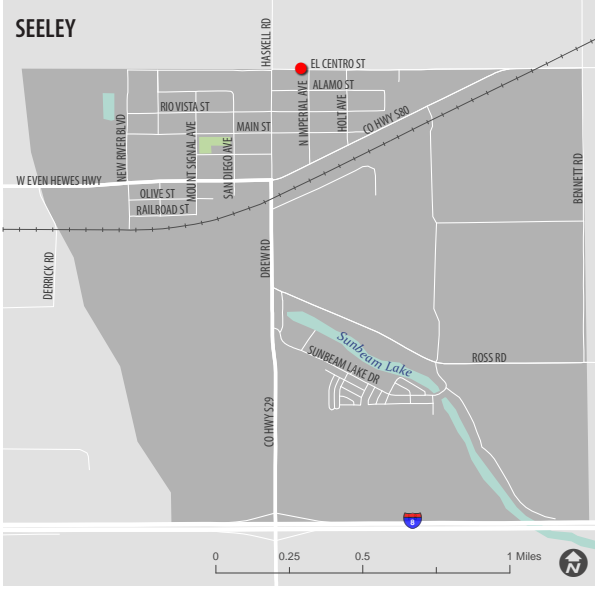 SEELEY
HASKELL RD
EL CENTRO ST
ALAMO ST
RIO VISTA ST
N IMPERIAL AVE
HOLT AVE
CO HWY S80
MAIN ST
NEW RIVER BLVD
MOUNT SIGNAL AVE
SAN DIEGO AVE
BENNETT RD
W EVEN HEWES HWY
OLIVE ST
RAILROAD ST
DERRICK RD
DREW RD
Sunbeam Lake
SUNBEAM LAKE DR
ROSS RD
CO HWY S29
8
0 0.25 0.5 1 Miles
N